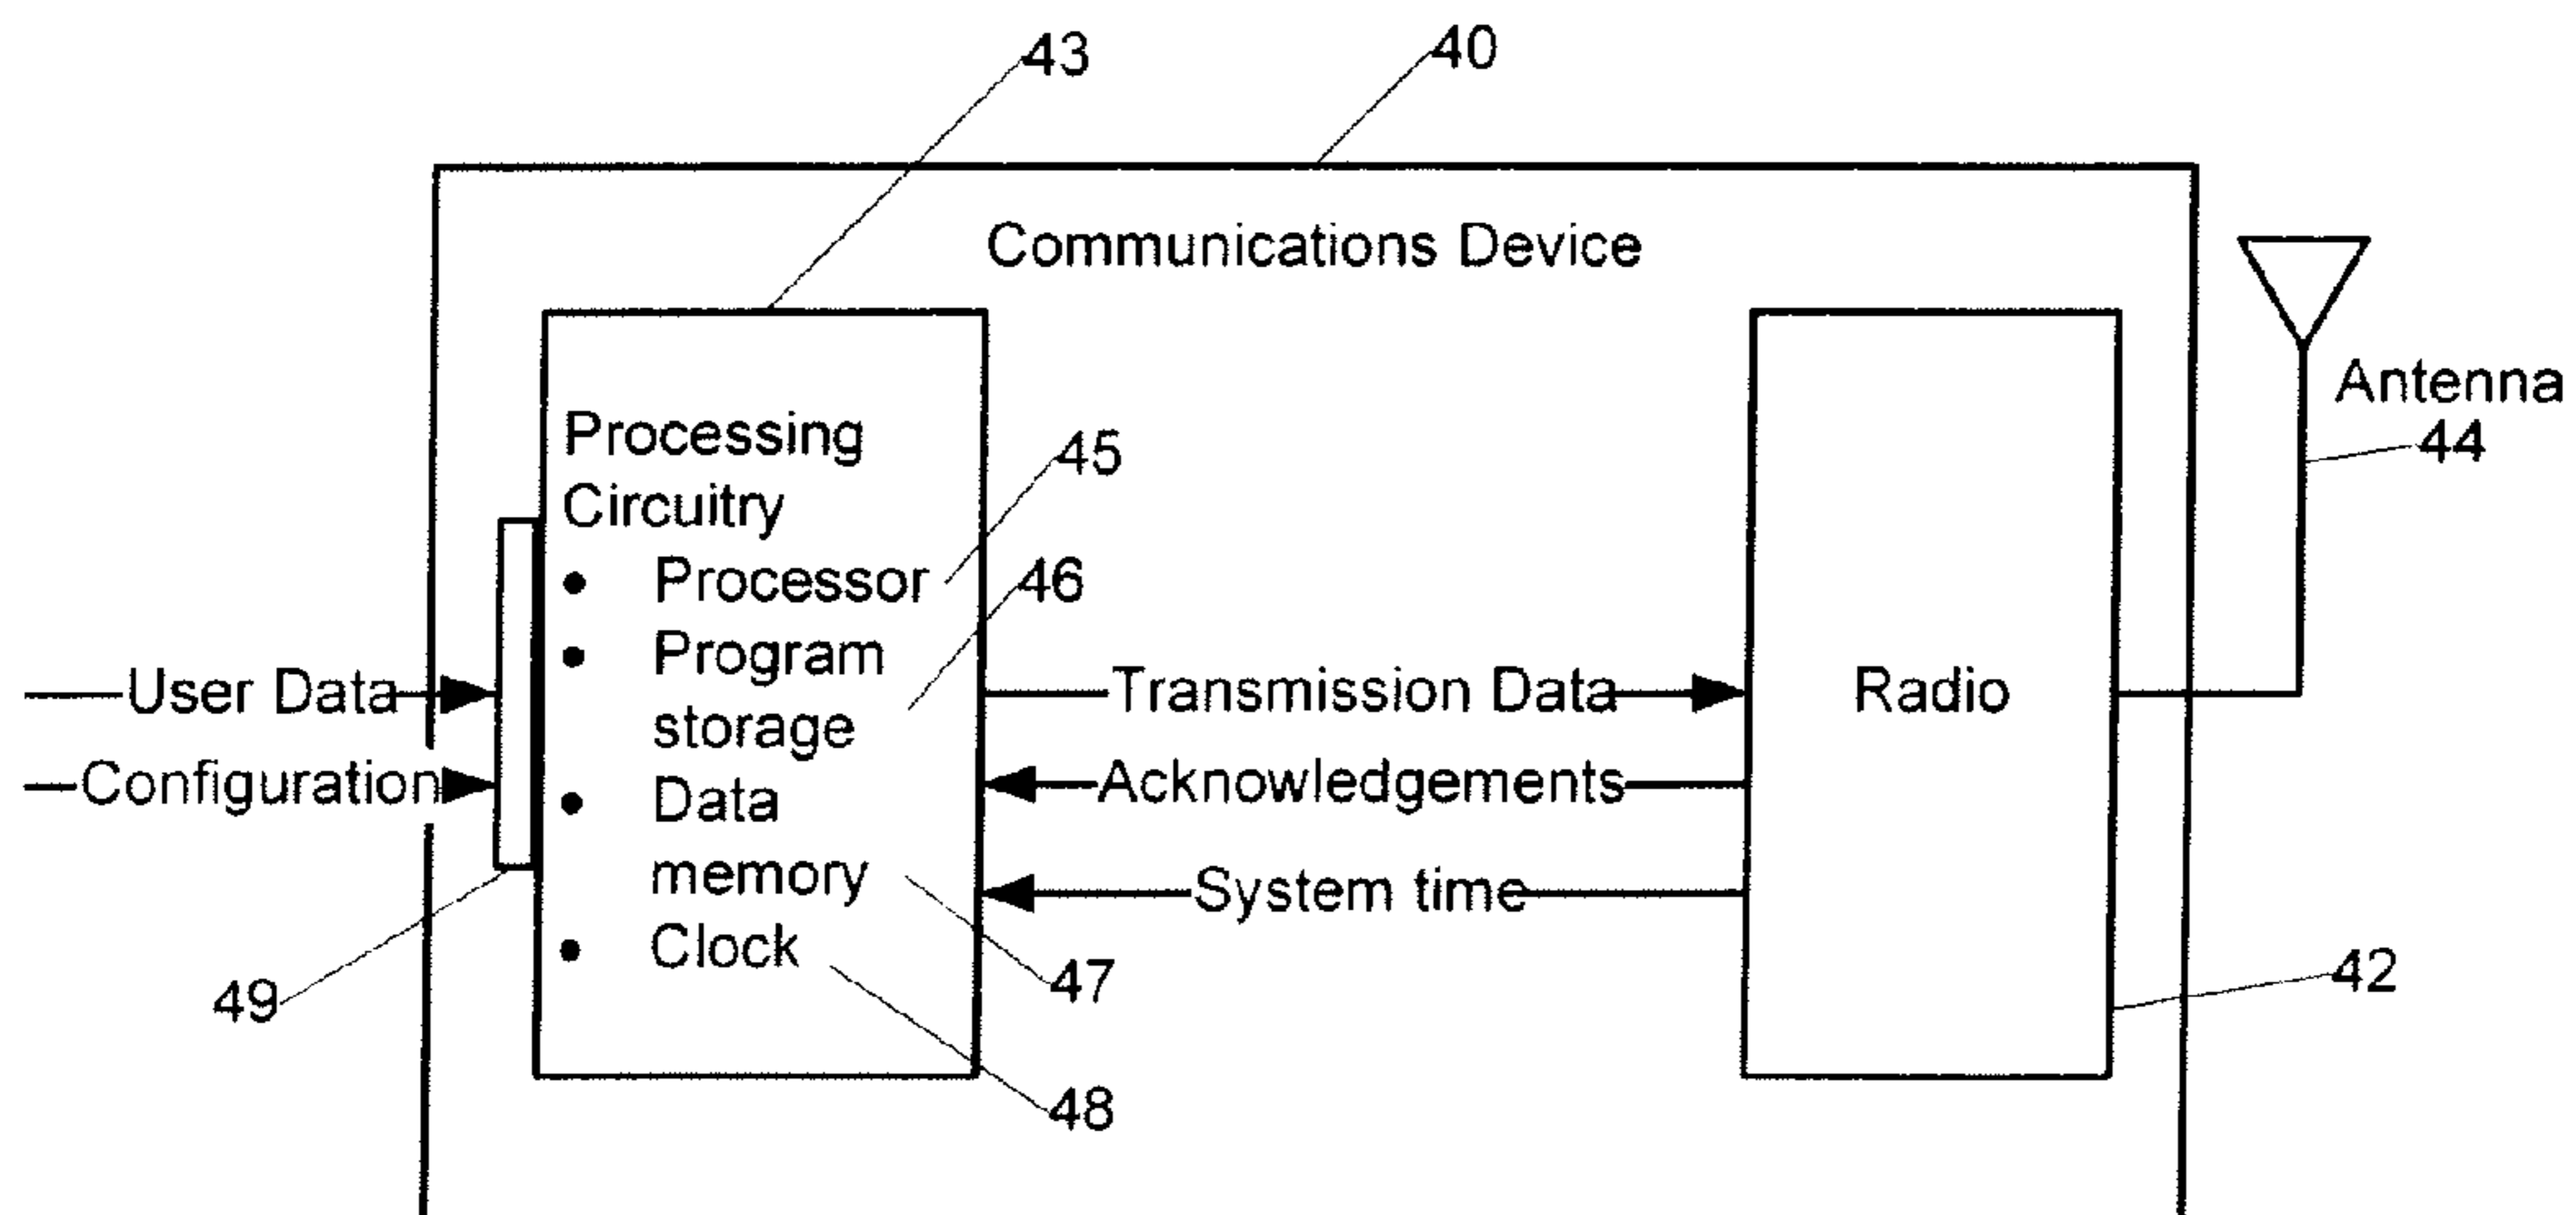 43
40
Communications Device
Antenna
44
Processing
Circuitry
45
• Processor
46
• Program
storage
• Data
memory
• Clock
47
48
49
User Data
Configuration
Transmission Data
Acknowledgements
System time
Radio
42